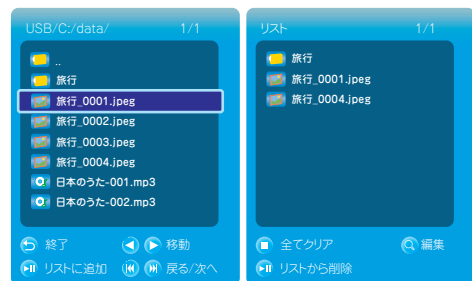 USB/C:/data/ 1/1
..
旅行
旅行_0001.jpeg
旅行_0002.jpeg
旅行_0003.jpeg
旅行_0004.jpeg
日本のうた-001.mp3
日本のうた-002.mp3
終了 移動
リストに追加 戻る/次へ
リスト 1/1
旅行
旅行_0001.jpeg
旅行_0004.jpeg
全てクリア 編集
リストから削除